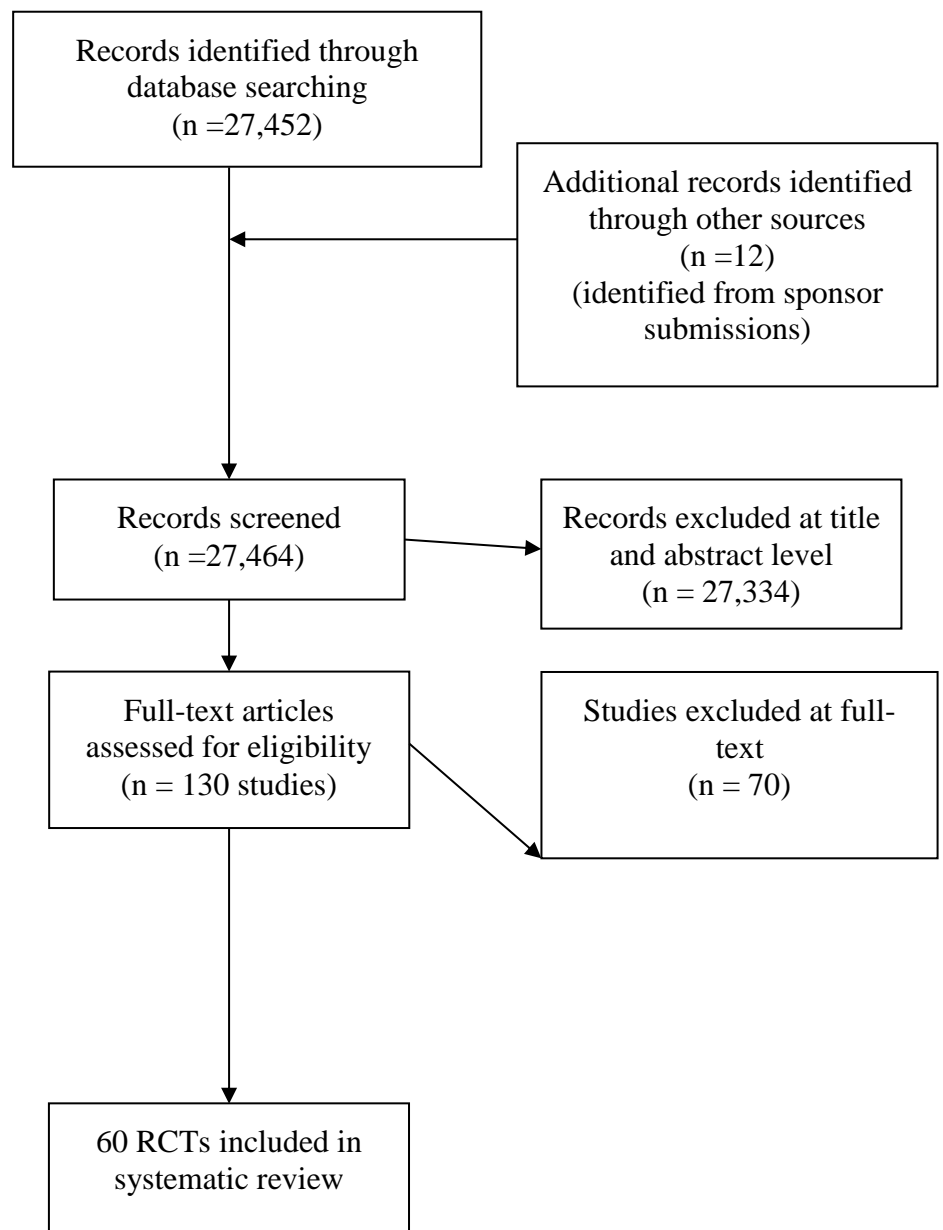 Records identified through
database searching
(n =27,452)
Additional records identified
through other sources
(n =12)
(identified from sponsor
submissions)
Records screened
(n =27,464)
Records excluded at title
and abstract level
(n = 27,334)
Full-text articles
assessed for eligibility
(n = 130 studies)
Studies excluded at full-
text
(n = 70)
60 RCTs included in
systematic review